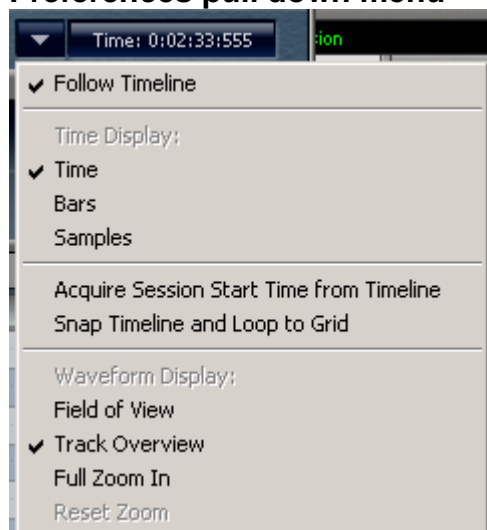 Preferences pull down menu
Time: 0:02:33:555
Follow Timeline
Time Display:
Time
Bars
Samples
Acquire Session Start Time from Timeline
Snap Timeline and Loop to Grid
Waveform Display:
Field of View
Track Overview
Full Zoom In
Reset Zoom